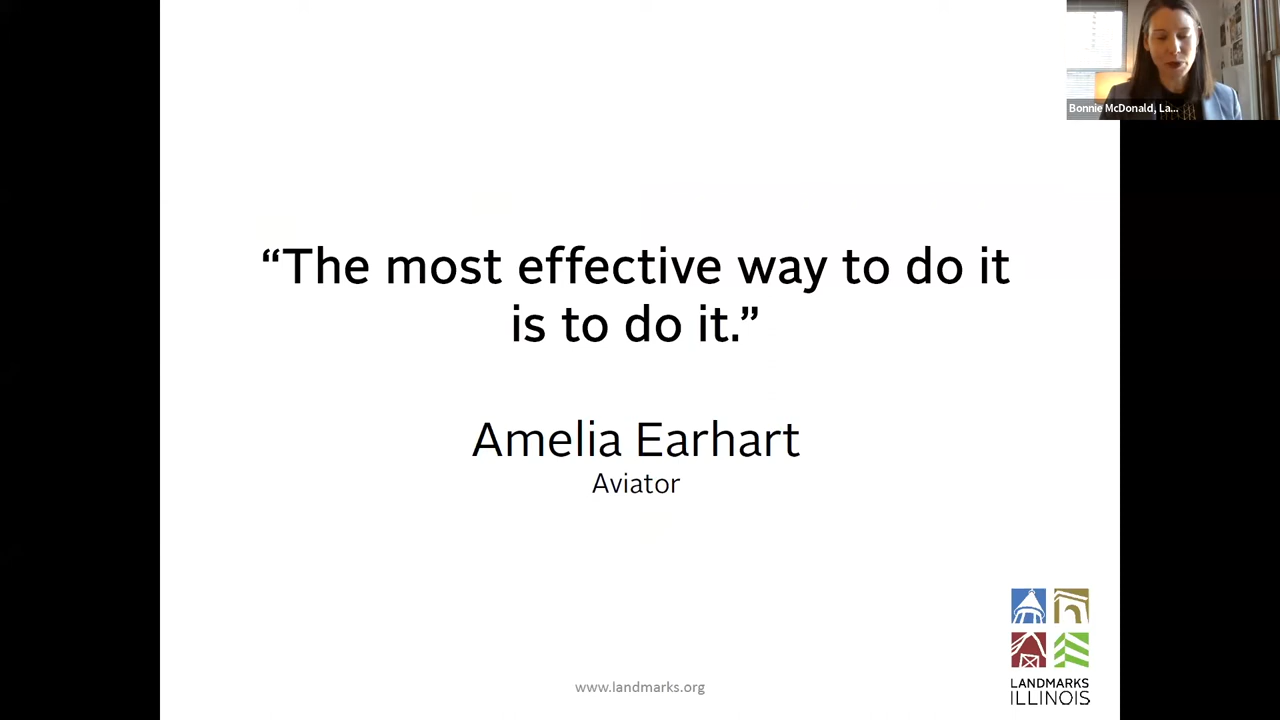 Bonnie McDonald, La...
“The most effective way to do it
is to do it.”
Amelia Earhart
Aviator
www.landmarks.org
LANDMARKS
ILLINOIS